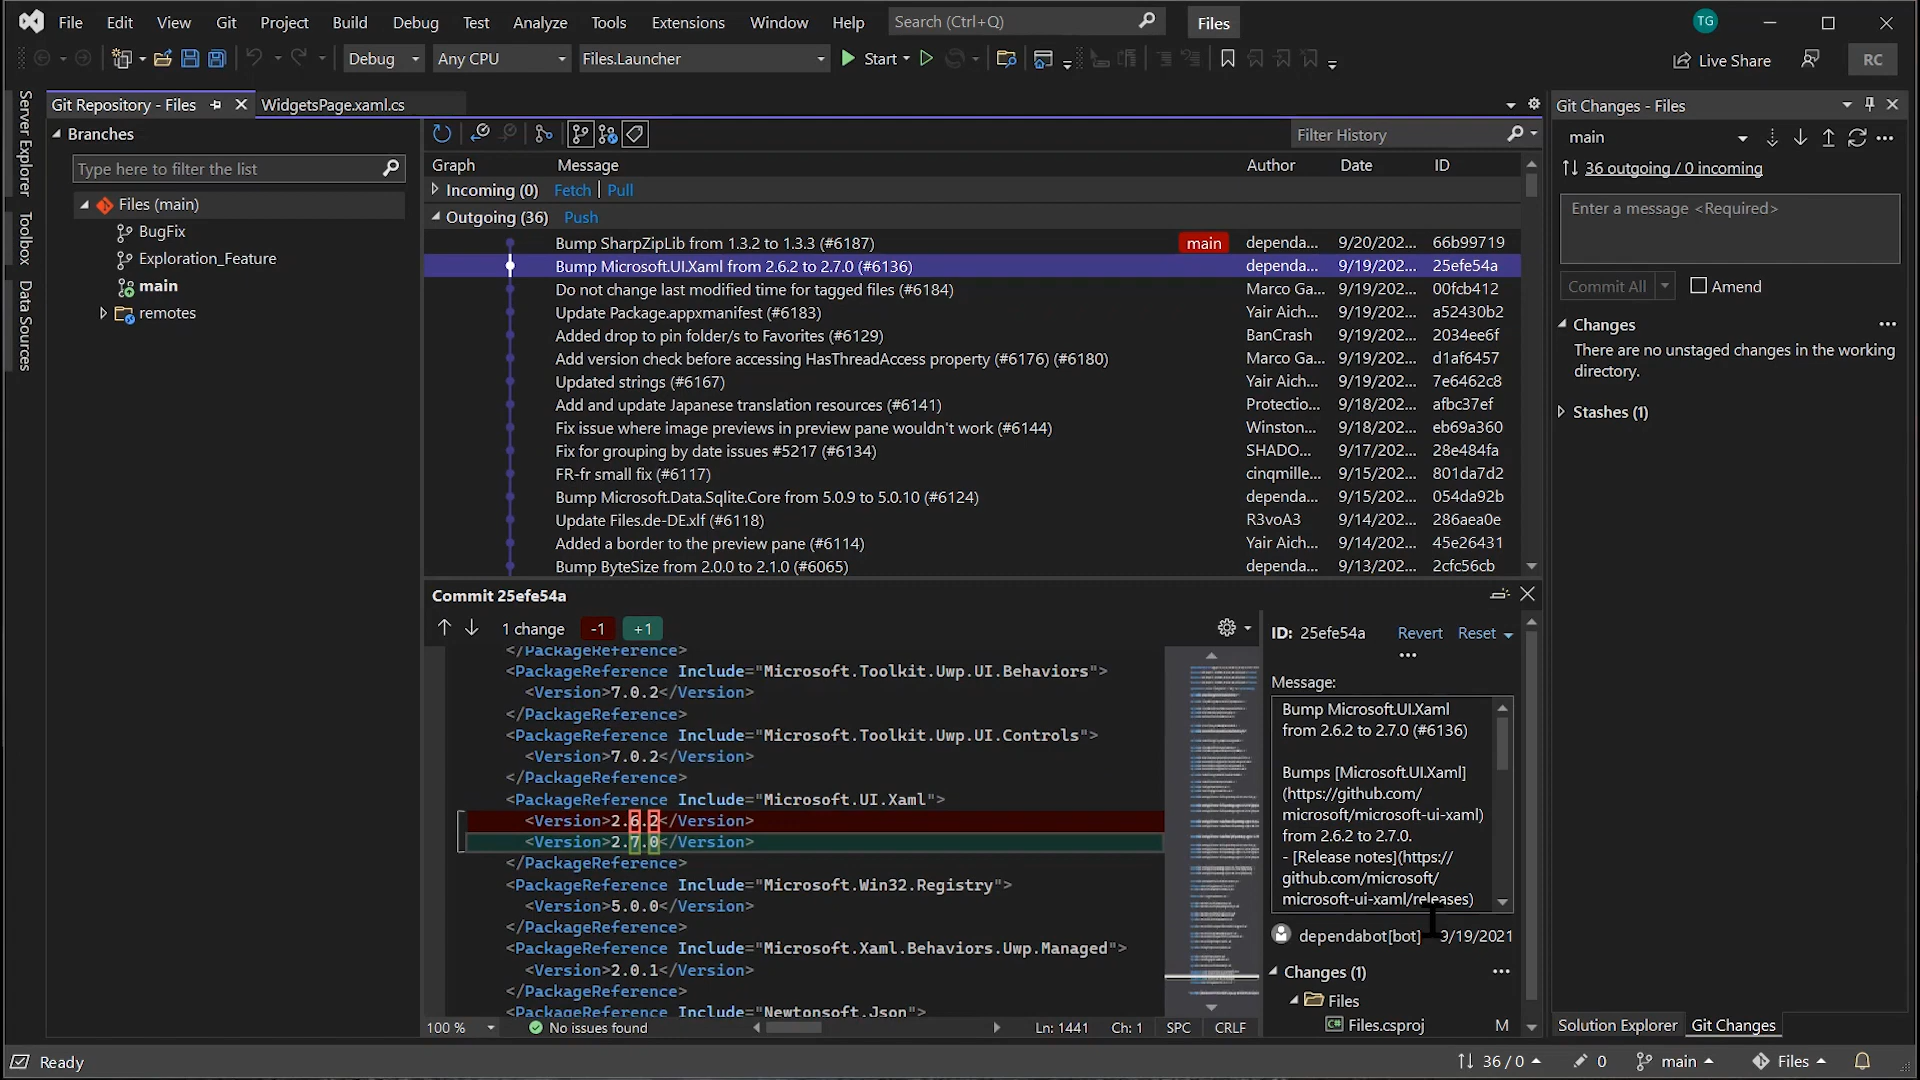 File Edit View Git Project Build Debug Test Analyze Tools Extensions Window Help Search (Ctrl+Q) Files TG
Debug Any CPU Files.Launcher Start Live Share RC
Server Explorer
Toolbox
Data Sources
Git Repository - Files WidgetsPage.xaml.cs
Branches
Type here to filter the list
Files (main)
BugFix
Exploration_Feature
main
remotes
Filter History
Graph Message Author Date ID
Incoming (0) Fetch | Pull
Outgoing (36) Push
Bump SharpZipLib from 1.3.2 to 1.3.3 (#6187) main dependa... 9/20/202... 66b99719
Bump Microsoft.UI.Xaml from 2.6.2 to 2.7.0 (#6136) dependa... 9/19/202... 25efe54a
Do not change last modified time for tagged files (#6184) Marco Ga... 9/19/202... 00fcb412
Update Package.appxmanifest (#6183) Yair Aich... 9/19/202... a52430b2
Added drop to pin folder/s to Favorites (#6129) BanCrash 9/19/202... 2034ee6f
Add version check before accessing HasThreadAccess property (#6176) (#6180) Marco Ga... 9/19/202... d1af6457
Updated strings (#6167) Yair Aich... 9/19/202... 7e6462c8
Add and update Japanese translation resources (#6141) Protectio... 9/18/202... afbc37ef
Fix issue where image previews in preview pane wouldn't work (#6144) Winston... 9/18/202... eb69a360
Fix for grouping by date issues #5217 (#6134) SHADO... 9/17/202... 28e484fa
FR-fr small fix (#6117) cinqmille... 9/15/202... 801da7d2
Bump Microsoft.Data.Sqlite.Core from 5.0.9 to 5.0.10 (#6124) dependa... 9/15/202... 054da92b
Update Files.de-DE.xlf (#6118) R3voA3 9/14/202... 286aea0e
Added a border to the preview pane (#6114) Yair Aich... 9/14/202... 45e26431
Bump ByteSize from 2.0.0 to 2.1.0 (#6065) dependa... 9/13/202... 2cfc56cb
Commit 25efe54a
1 change -1 +1
</PackageReference>
<PackageReference Include="Microsoft.Toolkit.Uwp.UI.Behaviors">
<Version>7.0.2</Version>
</PackageReference>
<PackageReference Include="Microsoft.Toolkit.Uwp.UI.Controls">
<Version>7.0.2</Version>
</PackageReference>
<PackageReference Include="Microsoft.UI.Xaml">
<Version>2.6.2</Version>
<Version>2.7.0</Version>
</PackageReference>
<PackageReference Include="Microsoft.Win32.Registry">
<Version>5.0.0</Version>
</PackageReference>
<PackageReference Include="Microsoft.Xaml.Behaviors.Uwp.Managed">
<Version>2.0.1</Version>
</PackageReference>
<PackageReference Include="Newtonsoft.Json">
100 % No issues found Ln: 1441 Ch: 1 SPC CRLF
ID: 25efe54a Revert Reset
Message:
Bump Microsoft.UI.Xaml
from 2.6.2 to 2.7.0 (#6136)
Bumps [Microsoft.UI.Xaml]
(https://github.com/
microsoft/microsoft-ui-xaml)
from 2.6.2 to 2.7.0.
- [Release notes](https://
github.com/microsoft/
microsoft-ui-xaml/releases)
dependabot[bot] 9/19/2021
Changes (1)
Files
Files.csproj M
Git Changes - Files
main
36 outgoing / 0 incoming
Enter a message <Required>
Commit All Amend
Changes
There are no unstaged changes in the working
directory.
Stashes (1)
Solution Explorer Git Changes
Ready 36 / 0 0 main Files